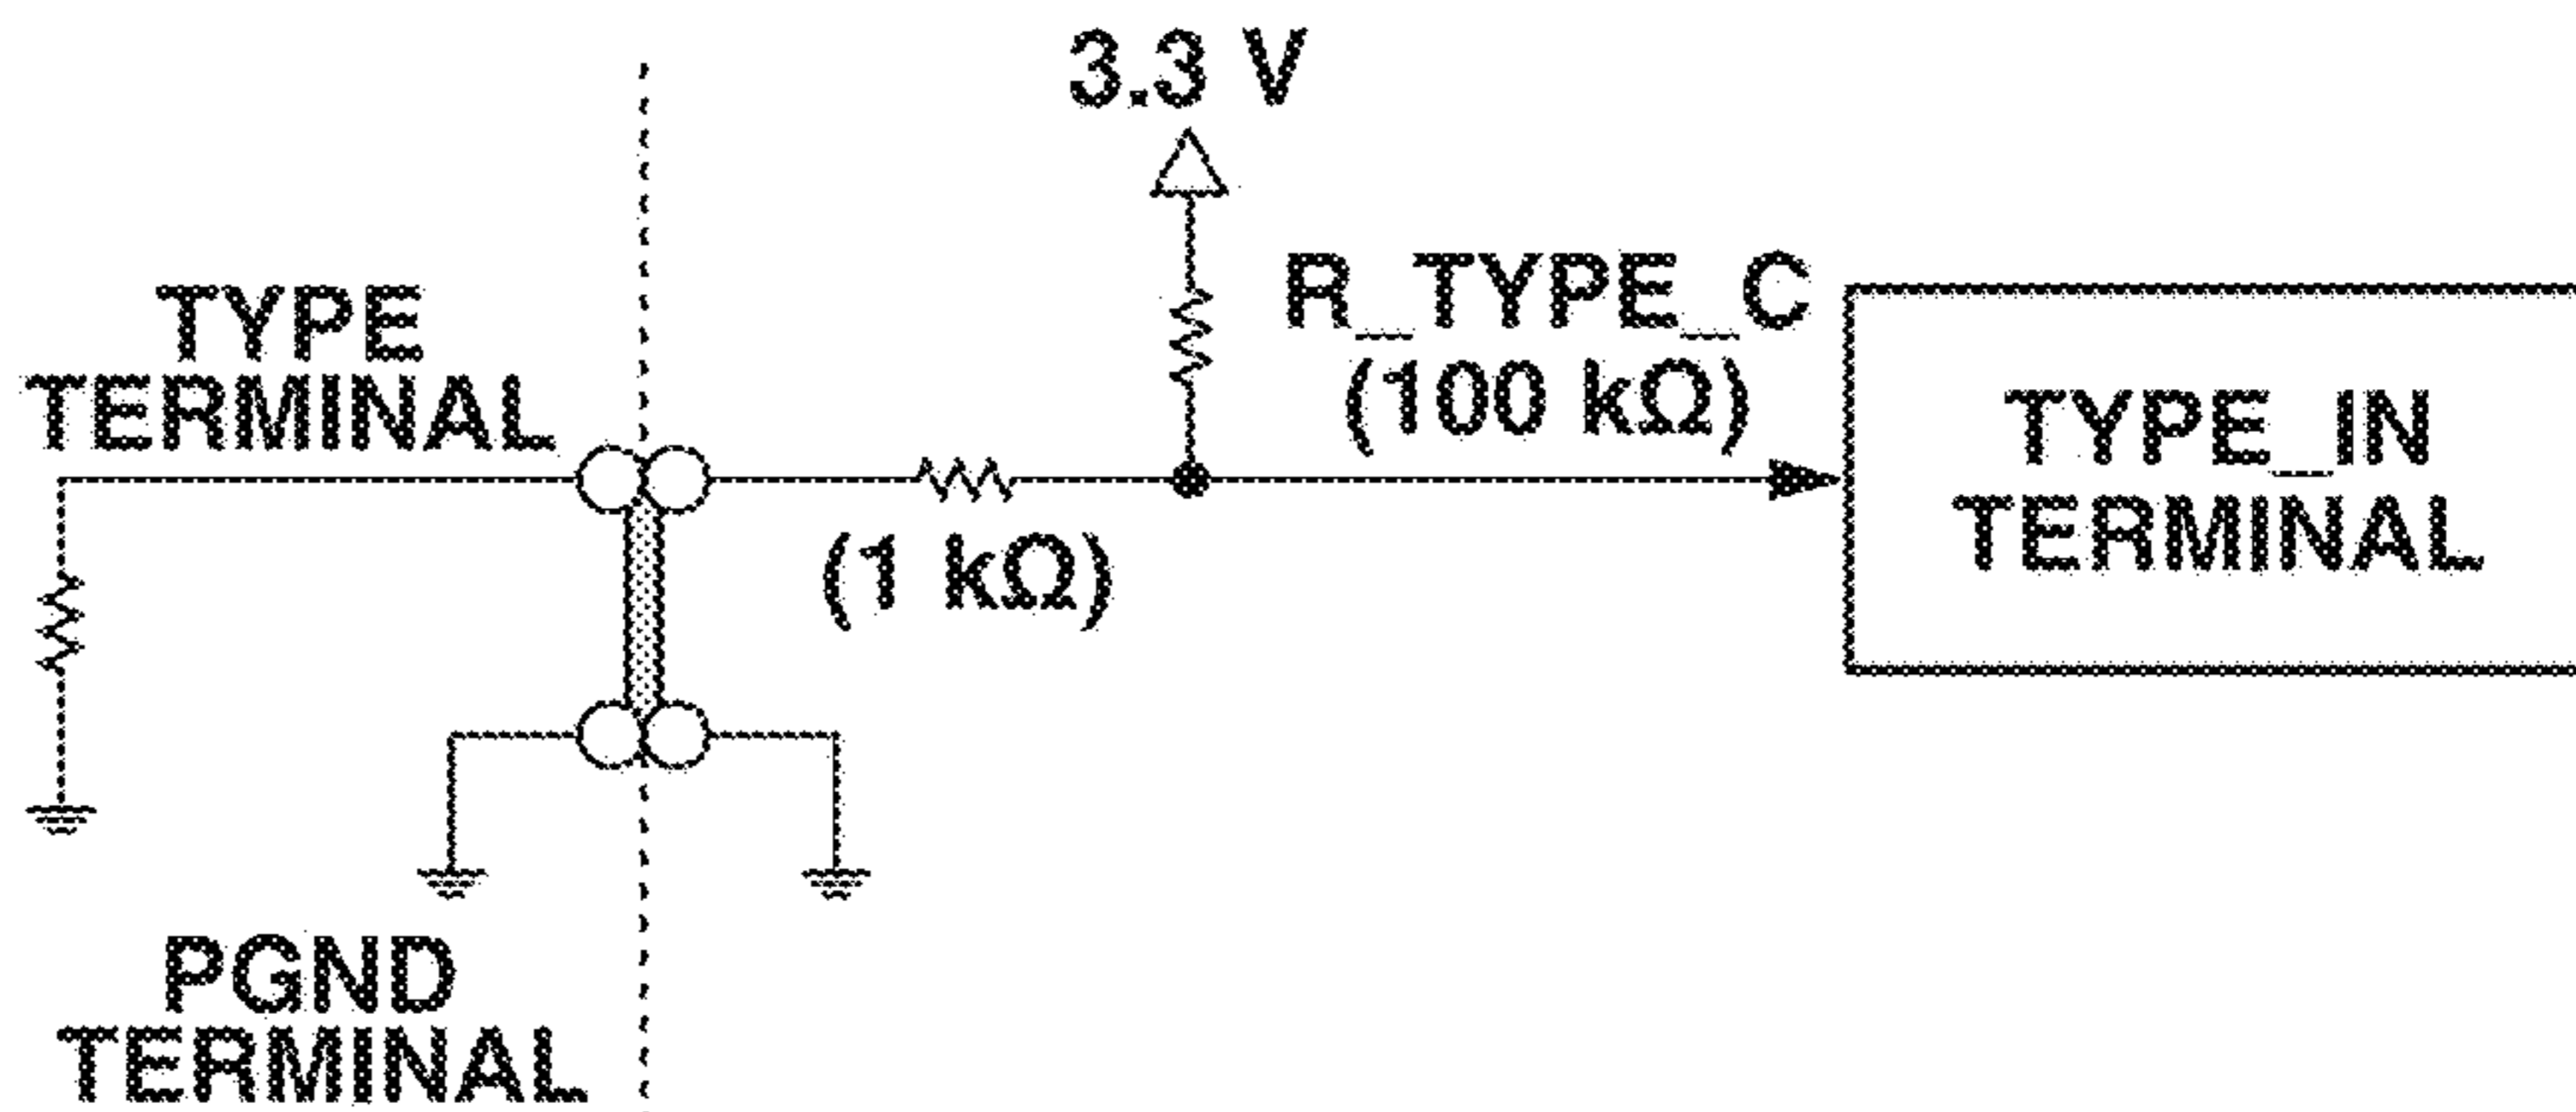 3.3 V
R_TYPE_C
(100 kΩ)
TYPE
TERMINAL
(1 kΩ)
TYPE_IN
TERMINAL
PGND
TERMINAL